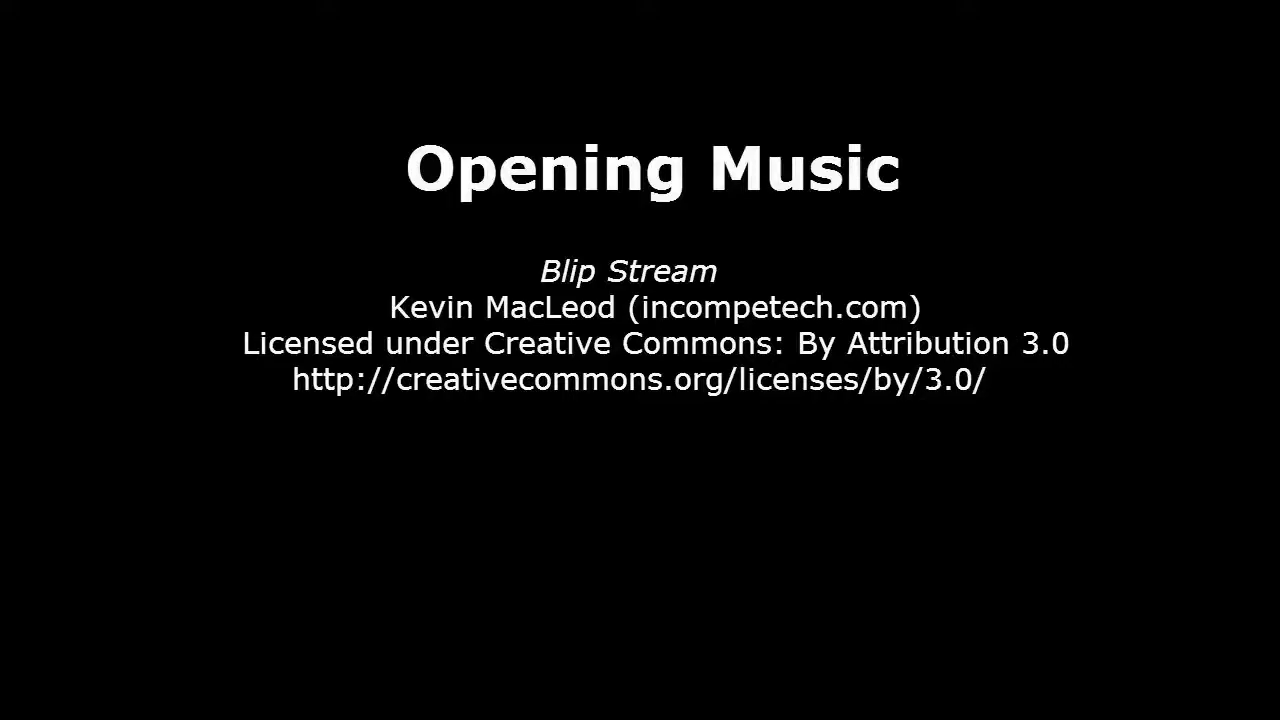 Opening Music
Blip Stream
Kevin MacLeod (incompetech.com)
Licensed under Creative Commons: By Attribution 3.0
http://creativecommons.org/licenses/by/3.0/